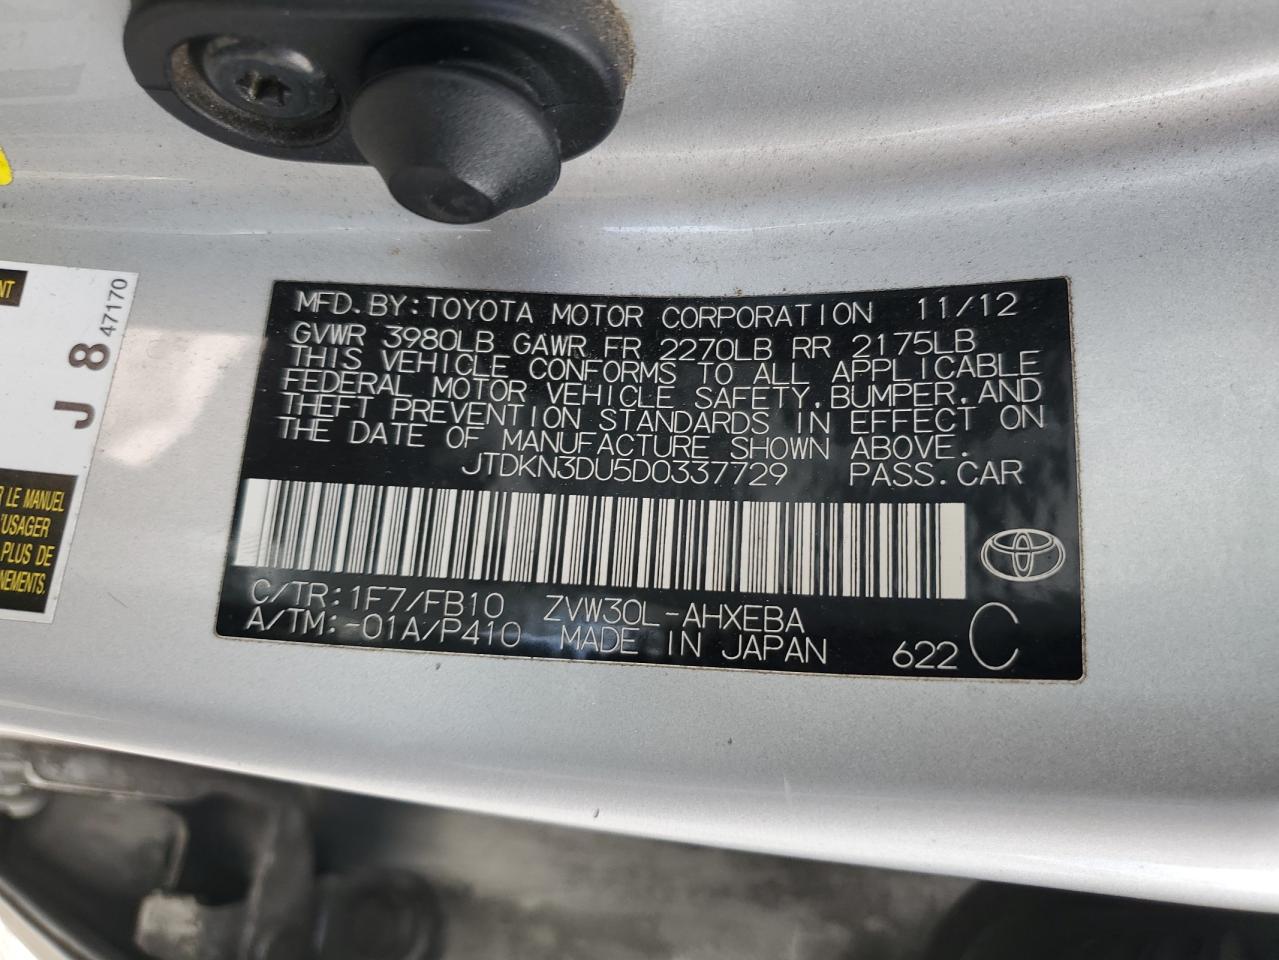 MFD. BY: TOYOTA MOTOR CORPORATION 11/12
GVWR 3980LB GAWR FR 2270LB RR 2175LB
THIS VEHICLE CONFORMS TO ALL APPLICABLE
FEDERAL MOTOR VEHICLE SAFETY, BUMPER, AND
THEFT PREVENTION STANDARDS IN EFFECT ON
THE DATE OF MANUFACTURE SHOWN ABOVE.
JTDKN3DU5D0337729 PASS. CAR
C/TR: 1F7/FB10 ZVW30L-AHXEBA
A/TM: -01A/P410 MADE IN JAPAN 622 C
NT
J 8 47170
R LE MANUEL
'USAGER
PLUS DE
NEMENTS.